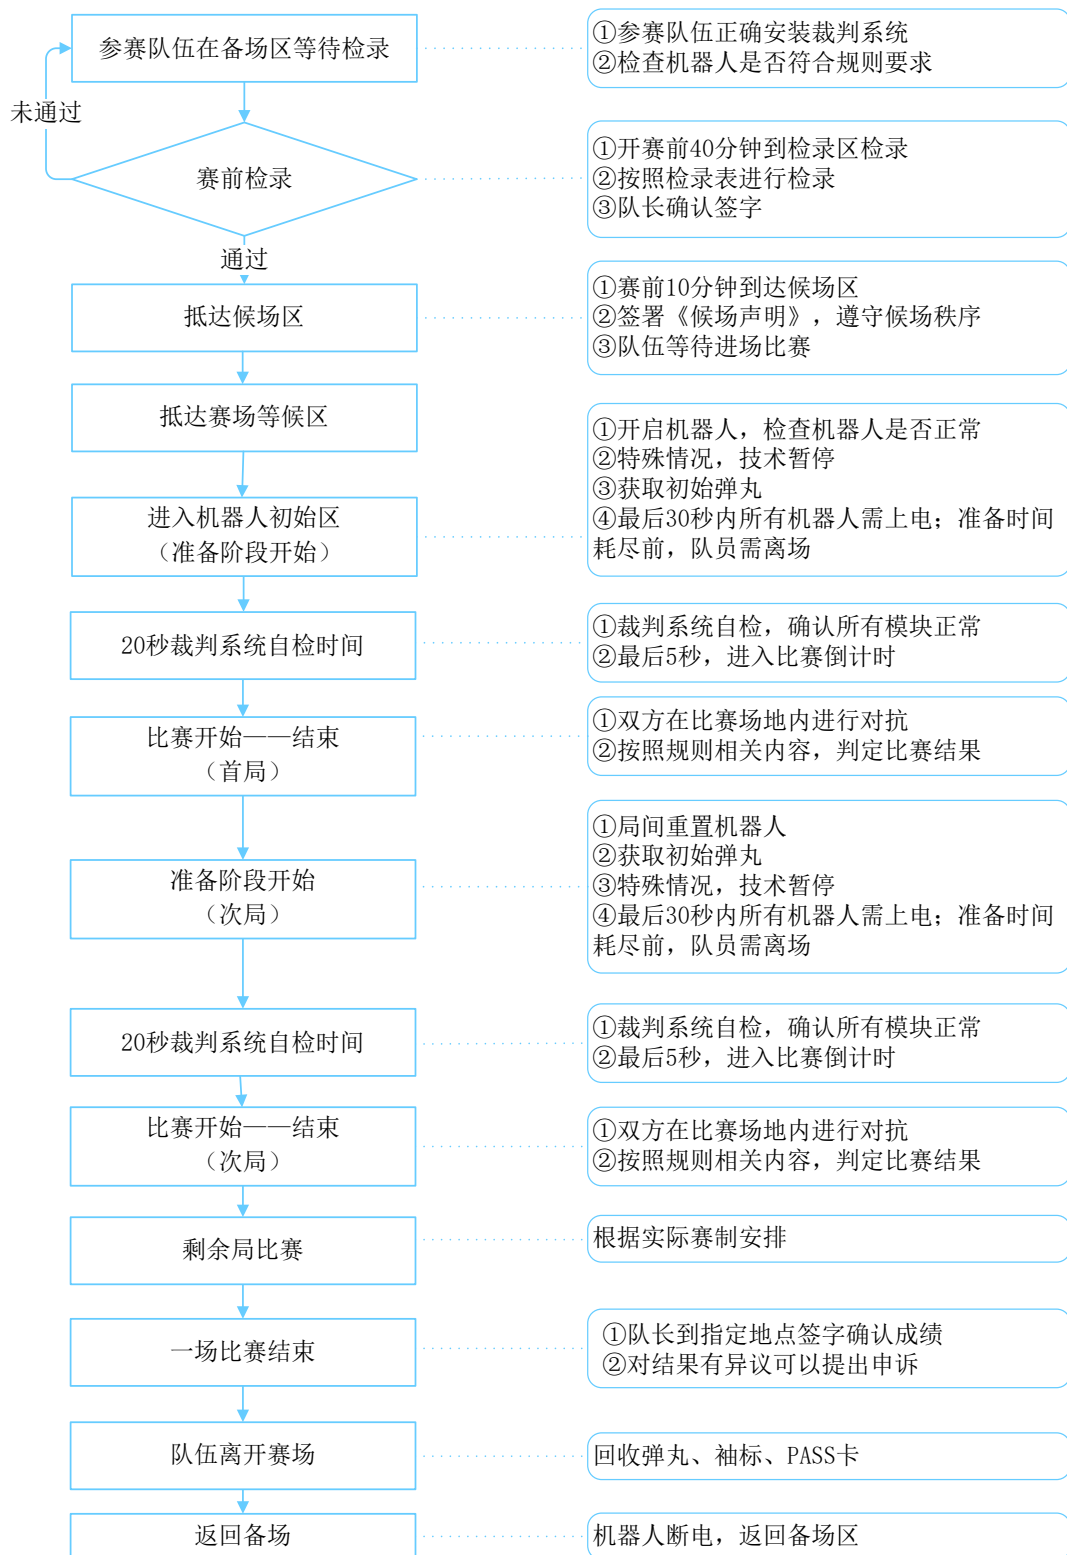 参赛队伍在备场区等待检录
①参赛队伍正确安装裁判系统
②检查机器人是否符合规则要求
未通过
赛前检录
①开赛前40分钟到检录区检录
②按照检录表进行检录
③队长确认签字
通过
抵达候场区
①赛前10分钟到达候场区
②签署《候场声明》，遵守候场秩序
③队伍等待进场比赛
抵达赛场等候区
进入机器人初始区
（准备阶段开始）
①开启机器人，检查机器人是否正常
②特殊情况，技术暂停
③获取初始弹丸
④最后30秒内所有机器人需上电；准备时间
耗尽前，队员需离场
20秒裁判系统自检时间
①裁判系统自检，确认所有模块正常
②最后5秒，进入比赛倒计时
比赛开始——结束
（首局）
①双方在比赛场地内进行对抗
②按照规则相关内容，判定比赛结果
准备阶段开始
（次局）
①局间重置机器人
②获取初始弹丸
③特殊情况，技术暂停
④最后30秒内所有机器人需上电；准备时间
耗尽前，队员需离场
20秒裁判系统自检时间
①裁判系统自检，确认所有模块正常
②最后5秒，进入比赛倒计时
比赛开始——结束
（次局）
①双方在比赛场地内进行对抗
②按照规则相关内容，判定比赛结果
剩余局比赛
根据实际赛制安排
一场比赛结束
①队长到指定地点签字确认成绩
②对结果有异议可以提出申诉
队伍离开赛场
回收弹丸、袖标、PASS卡
返回备场
机器人断电，返回备场区